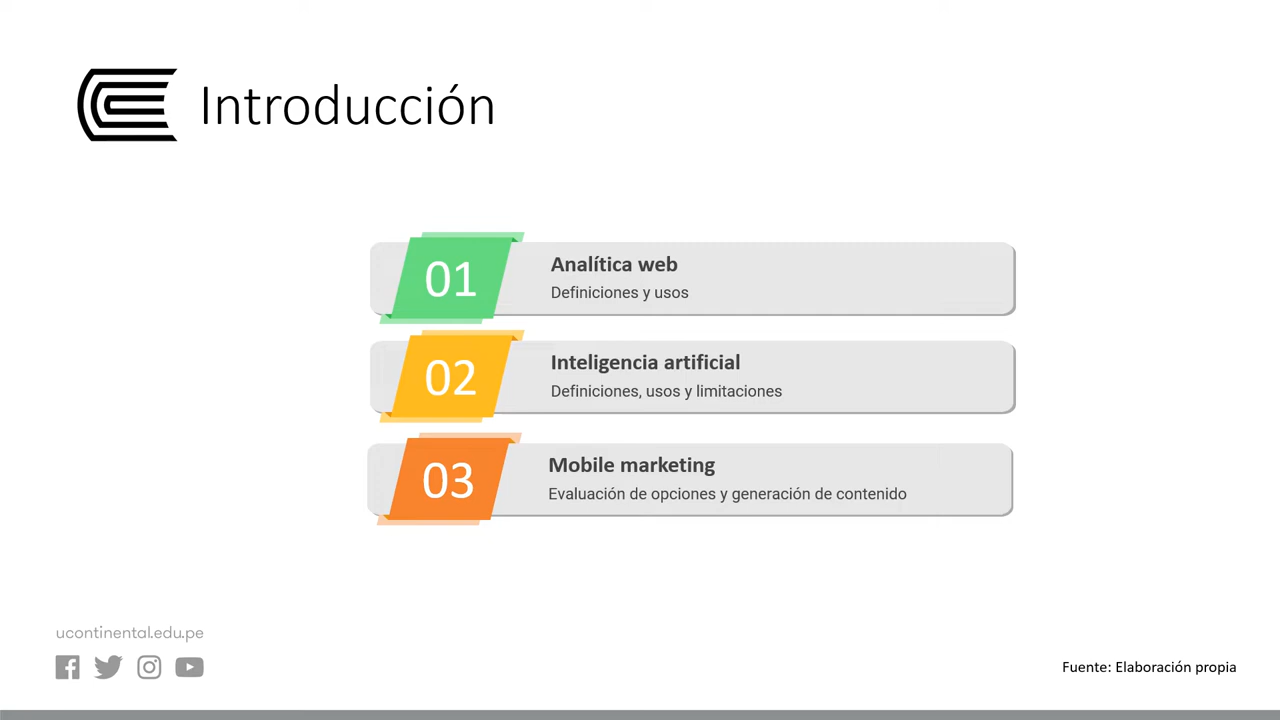 Introducción
01
Analítica web
Definiciones y usos
02
Inteligencia artificial
Definiciones, usos y limitaciones
03
Mobile marketing
Evaluación de opciones y generación de contenido
ucontinental.edu.pe
Fuente: Elaboración propia